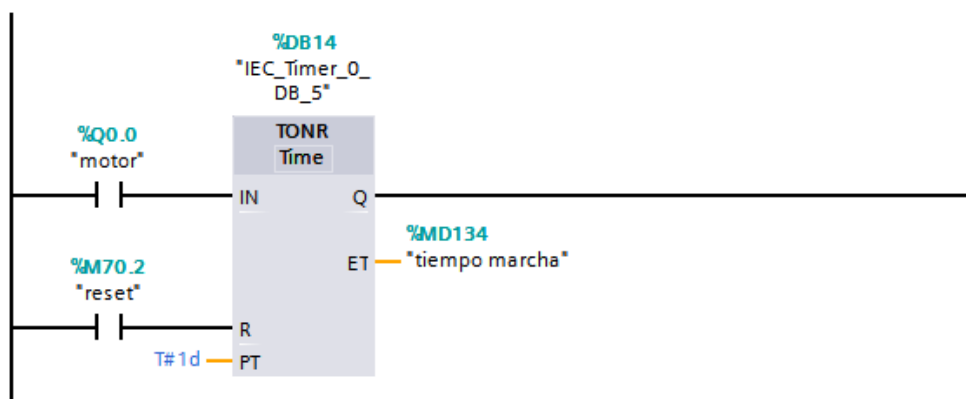 %DB14
"IEC_Timer_0_
DB_5"
TONR
Time
%Q0.0
"motor"
IN
Q
%MD134
ET
"tiempo marcha"
%M70.2
"reset"
R
T#1d
PT